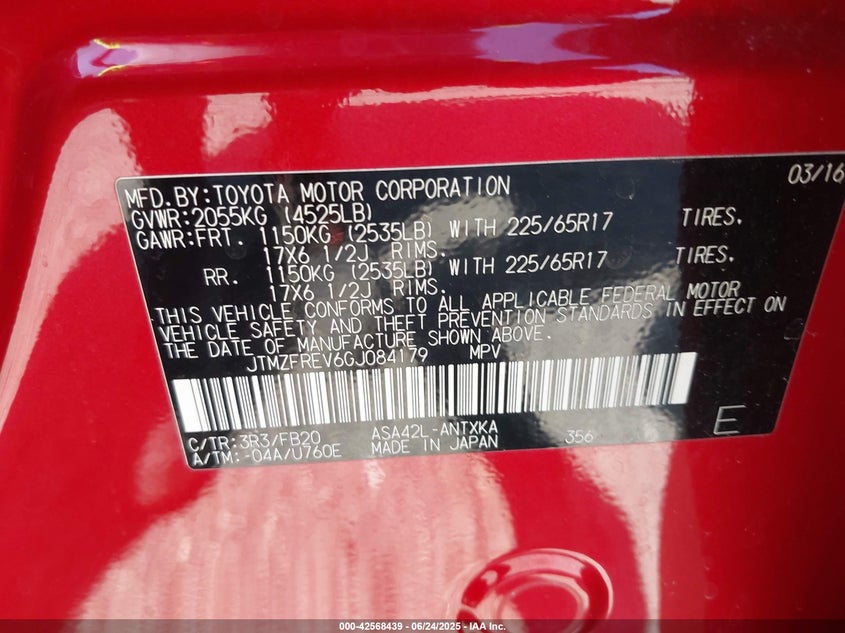 03/16
MFD.BY:TOYOTA MOTOR CORPORATION
GVWR:2055KG (4525LB)
GAWR:FRT. 1150KG (2535LB) WITH 225/65R17 TIRES,
17X6 1/2J RIMS.
RR. 1150KG (2535LB) WITH 225/65R17 TIRES,
17X6 1/2J RIMS.
THIS VEHICLE CONFORMS TO ALL APPLICABLE FEDERAL MOTOR
VEHICLE SAFETY AND THEFT PREVENTION STANDARDS IN EFFECT ON
THE DATE OF MANUFACTURE SHOWN ABOVE.
JTMZFREV6GJ084179 MPV
C/TR:3R3/FB20 ASA42L-ANTXKA 356 E
A/TM:-04A/U760E MADE IN JAPAN
000-42568439 - 06/24/2025 - IAA Inc.